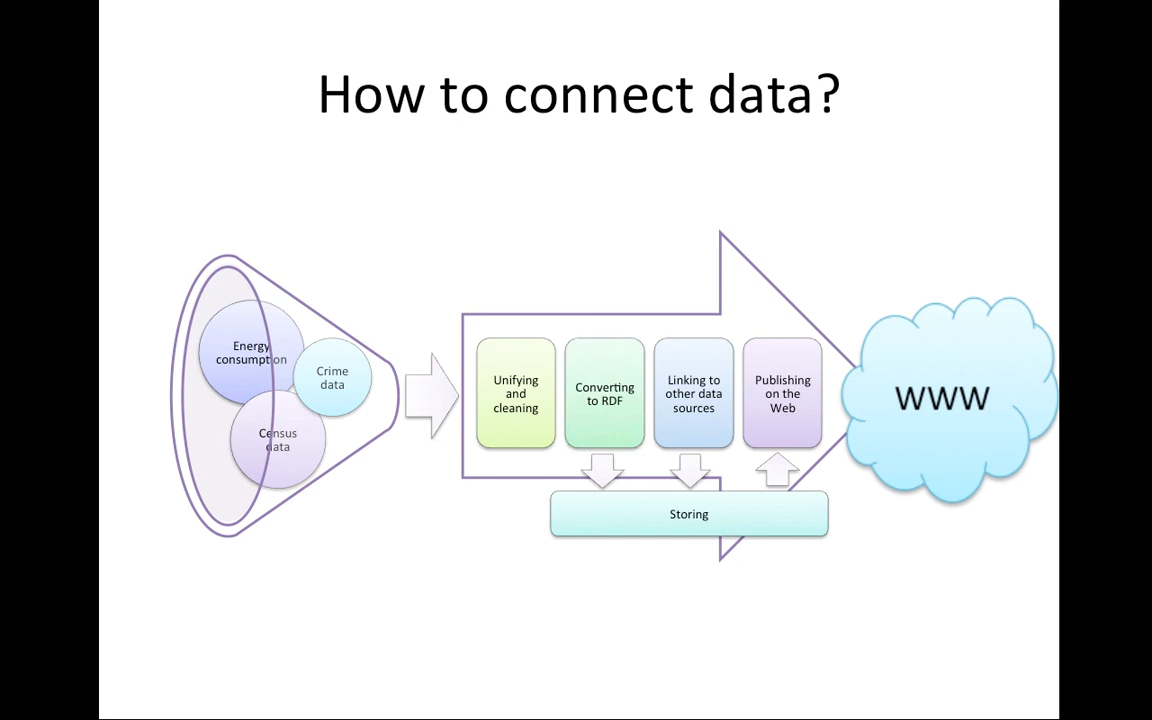 How to connect data?
Energy
consumption
Crime
data
Census
data
Unifying
and
cleaning
Converting
to RDF
Linking to
other data
sources
Publishing
on the
Web
Storing
WWW